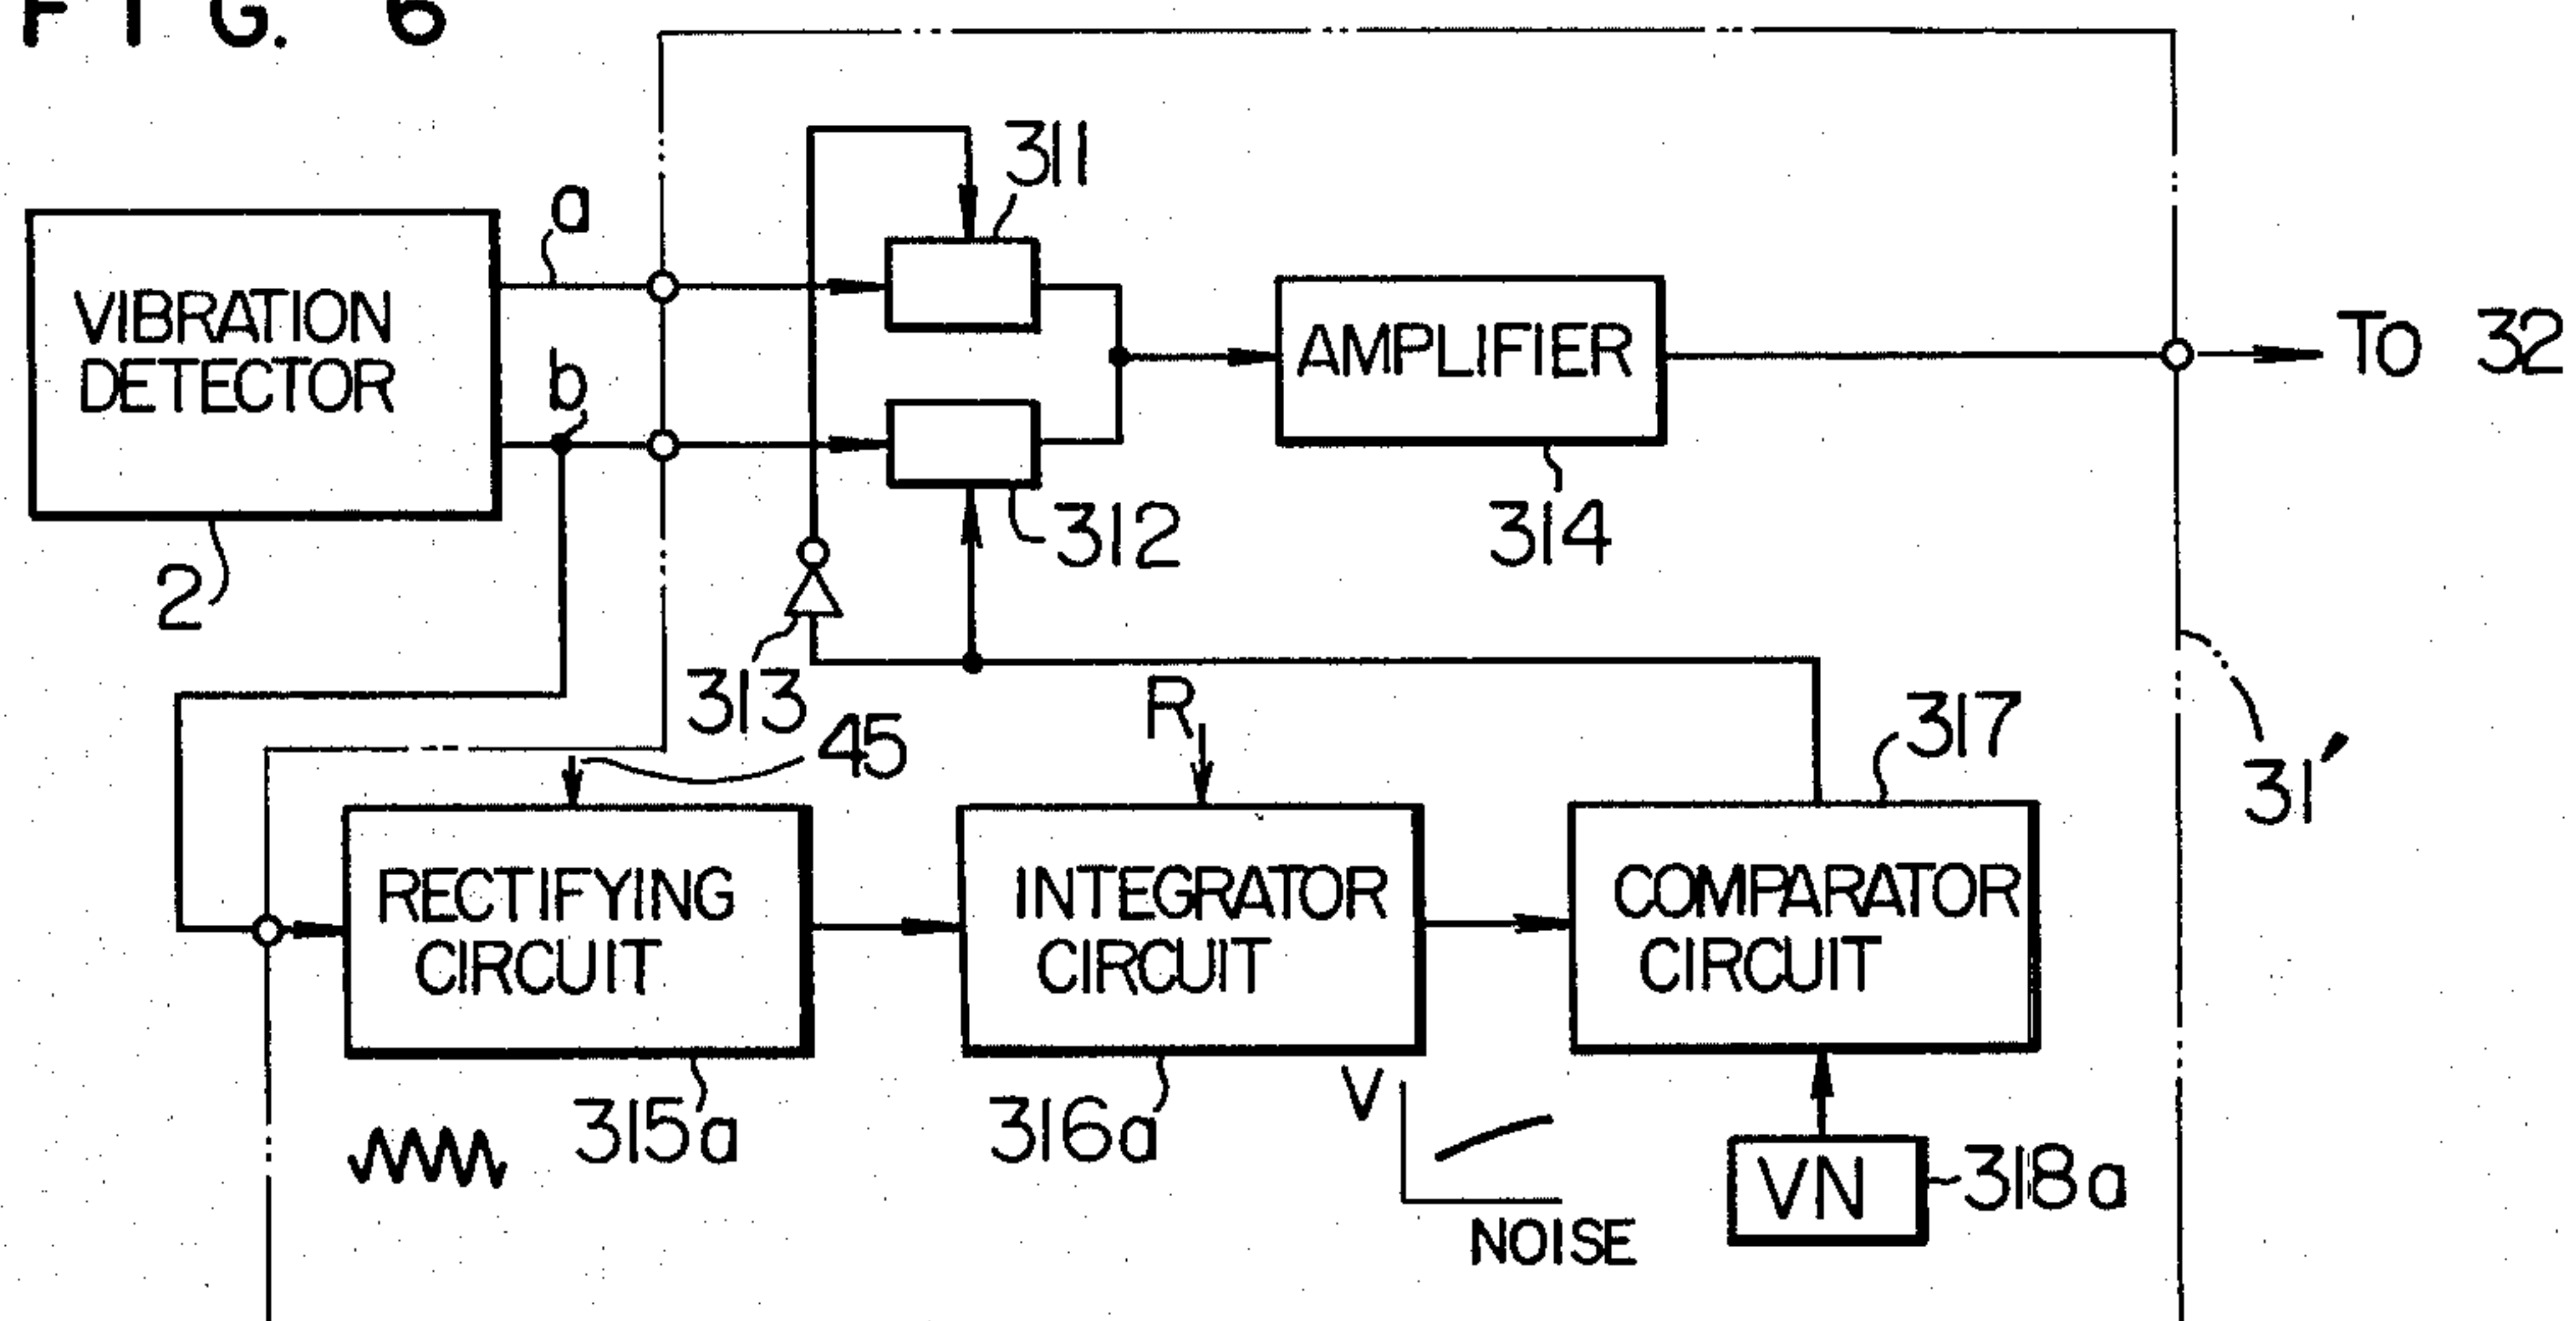 FIG. 6
311
a
VIBRATION
DETECTOR
b
AMPLIFIER
TO 32
312
314
2
313
R
45
317
31'
RECTIFYING
CIRCUIT
INTEGRATOR
CIRCUIT
COMPARATOR
CIRCUIT
315a
316a
V
NOISE
VN
318a